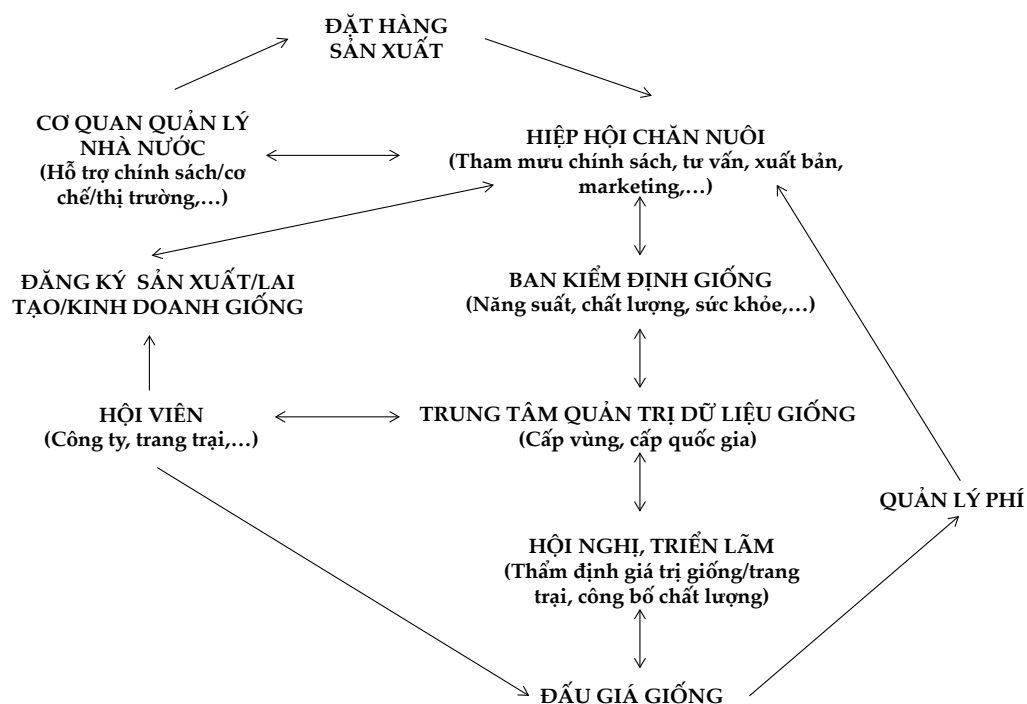 ĐẶT HÀNG
SẢN XUẤT
CƠ QUAN QUẢN LÝ
NHÀ NƯỚC
(Hỗ trợ chính sách/cơ
chế/thị trường,…)
HIỆP HỘI CHĂN NUÔI
(Tham mưu chính sách, tư vấn, xuất bản,
marketing,…)
ĐĂNG KÝ SẢN XUẤT/LAI
TẠO/KINH DOANH GIỐNG
BAN KIỂM ĐỊNH GIỐNG
(Năng suất, chất lượng, sức khỏe,…)
HỘI VIÊN
(Công ty, trang trại,…)
TRUNG TÂM QUẢN TRỊ DỮ LIỆU GIỐNG
(Cấp vùng, cấp quốc gia)
QUẢN LÝ PHÍ
HỘI NGHỊ, TRIỂN LÃM
(Thẩm định giá trị giống/trang
trại, công bố chất lượng)
ĐẤU GIÁ GIỐNG